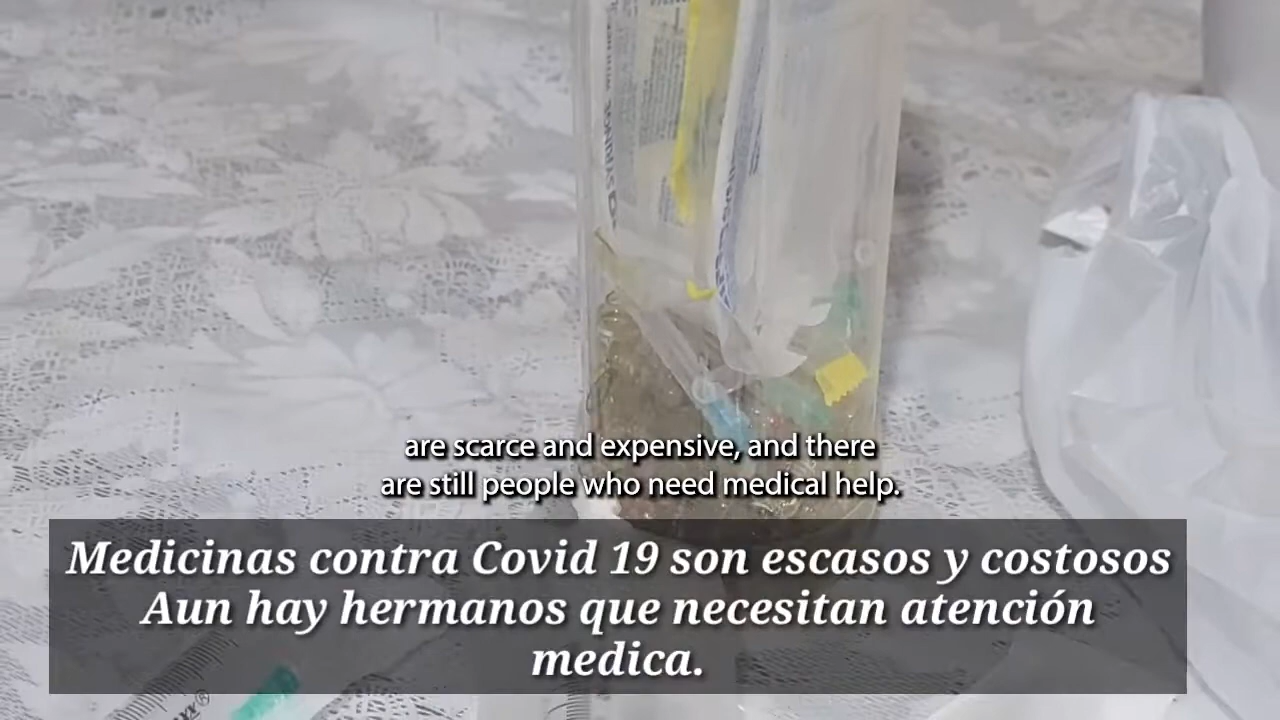 are scarce and expensive, and there
are still people who need medical help.
Medicinas contra Covid 19 son escasos y costosos
Aun hay hermanos que necesitan atención
medica.